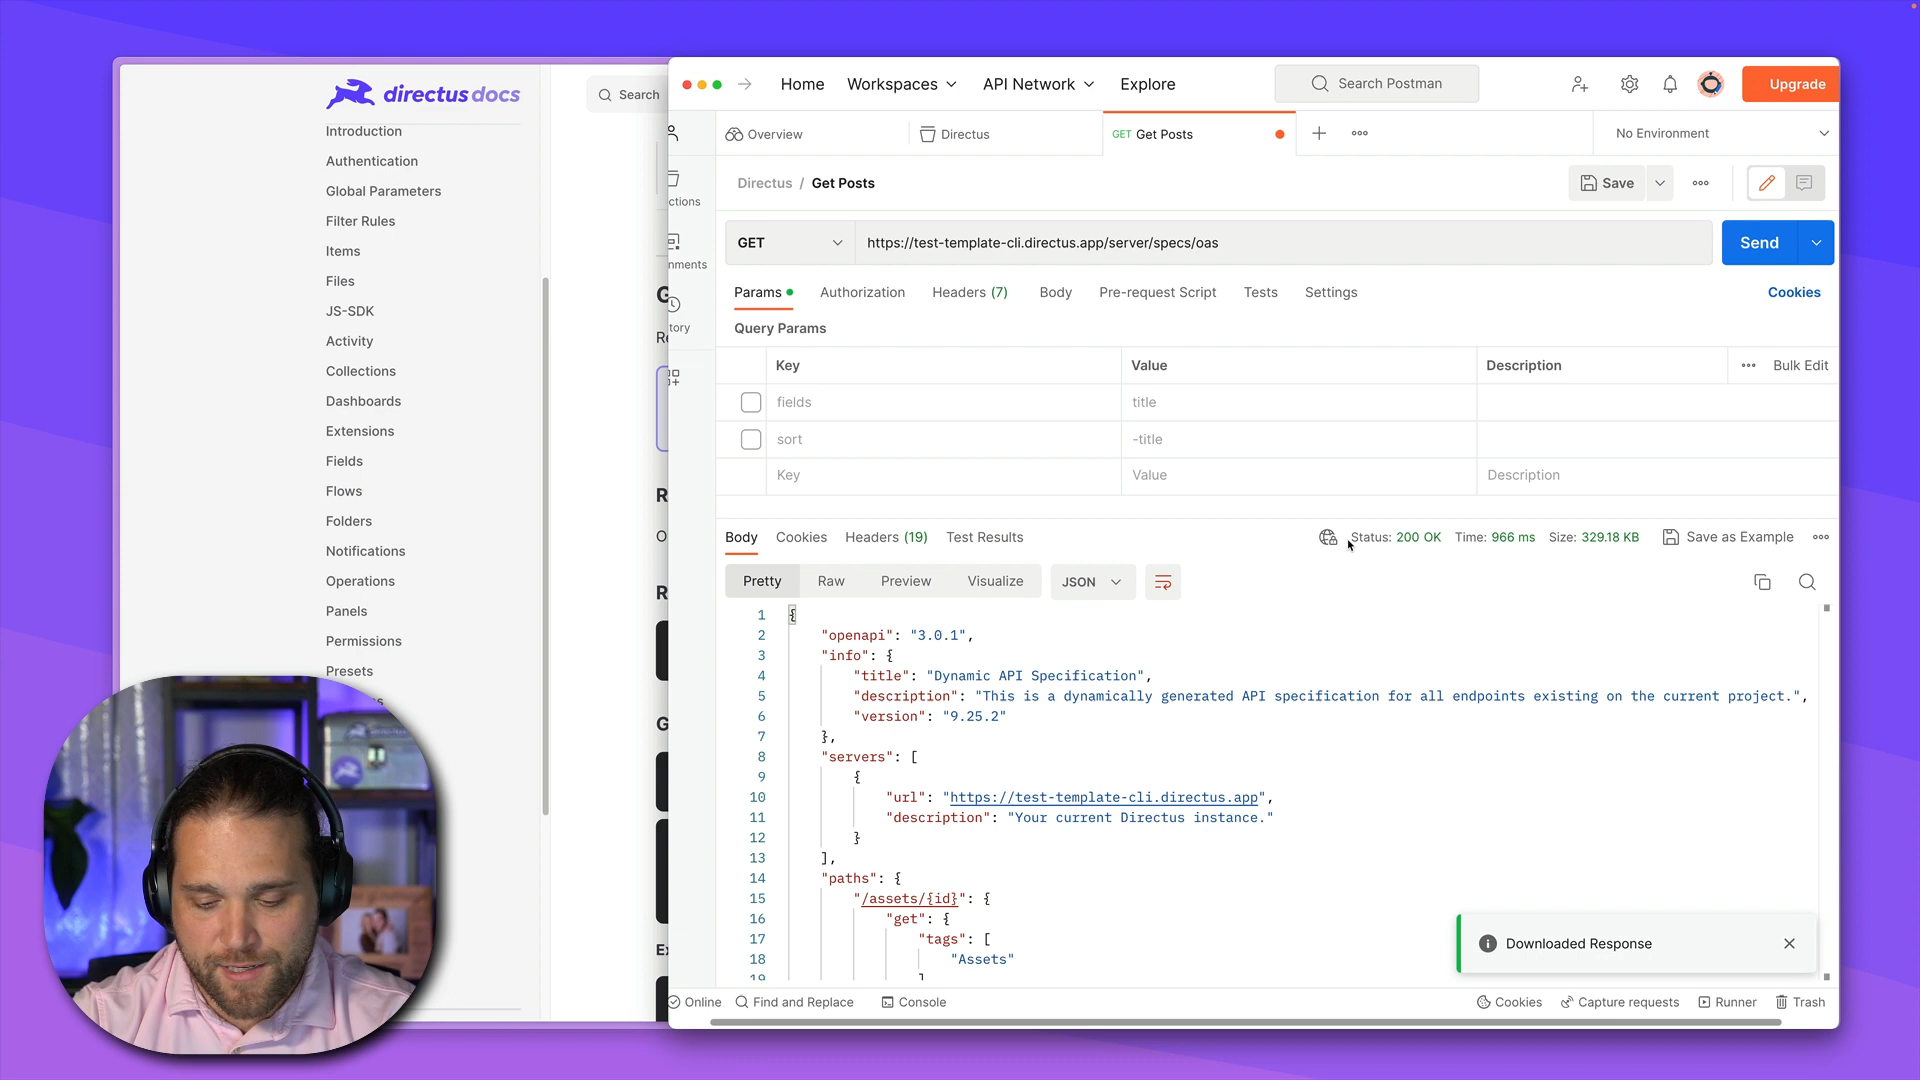 directus docs
Introduction
Authentication
Global Parameters
Filter Rules
Items
Files
JS-SDK
Activity
Collections
Dashboards
Extensions
Fields
Flows
Folders
Notifications
Operations
Panels
Permissions
Presets
Search
Home
Workspaces
API Network
Explore
Search Postman
Upgrade
Overview
Directus
GET Get Posts
No Environment
Directus / Get Posts
Save
GET
https://test-template-cli.directus.app/server/specs/oas
Send
Params
Authorization
Headers (7)
Body
Pre-request Script
Tests
Settings
Cookies
Query Params
Key
Value
Description
Bulk Edit
fields
title
sort
-title
Key
Value
Description
Body
Cookies
Headers (19)
Test Results
Status: 200 OK
Time: 966 ms
Size: 329.18 KB
Save as Example
Pretty
Raw
Preview
Visualize
JSON
1 {
2 "openapi": "3.0.1",
3 "info": {
4 "title": "Dynamic API Specification",
5 "description": "This is a dynamically generated API specification for all endpoints existing on the current project.",
6 "version": "9.25.2"
7 },
8 "servers": [
9 {
10 "url": "https://test-template-cli.directus.app",
11 "description": "Your current Directus instance."
12 }
13 ],
14 "paths": {
15 "/assets/{id}": {
16 "get": {
17 "tags": [
18 "Assets"
19 ]
Downloaded Response
Online
Find and Replace
Console
Cookies
Capture requests
Runner
Trash